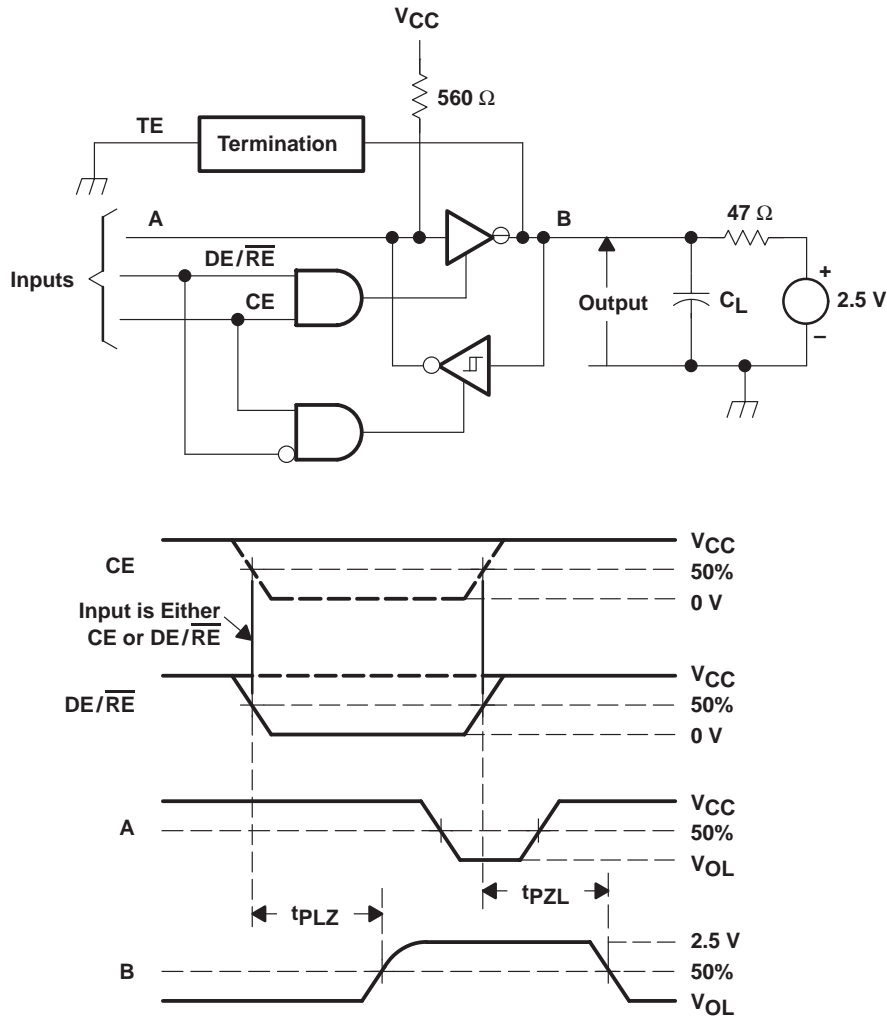 VCC
560 Ω
TE
Termination
A
B
47 Ω
DE/RE
Inputs
CE
Output
CL
+
2.5 V
–
VCC
CE
50%
0 V
Input is Either
CE or DE/RE
VCC
DE/RE
50%
0 V
VCC
A
50%
VOL
tPLZ
tPZL
2.5 V
B
50%
VOL